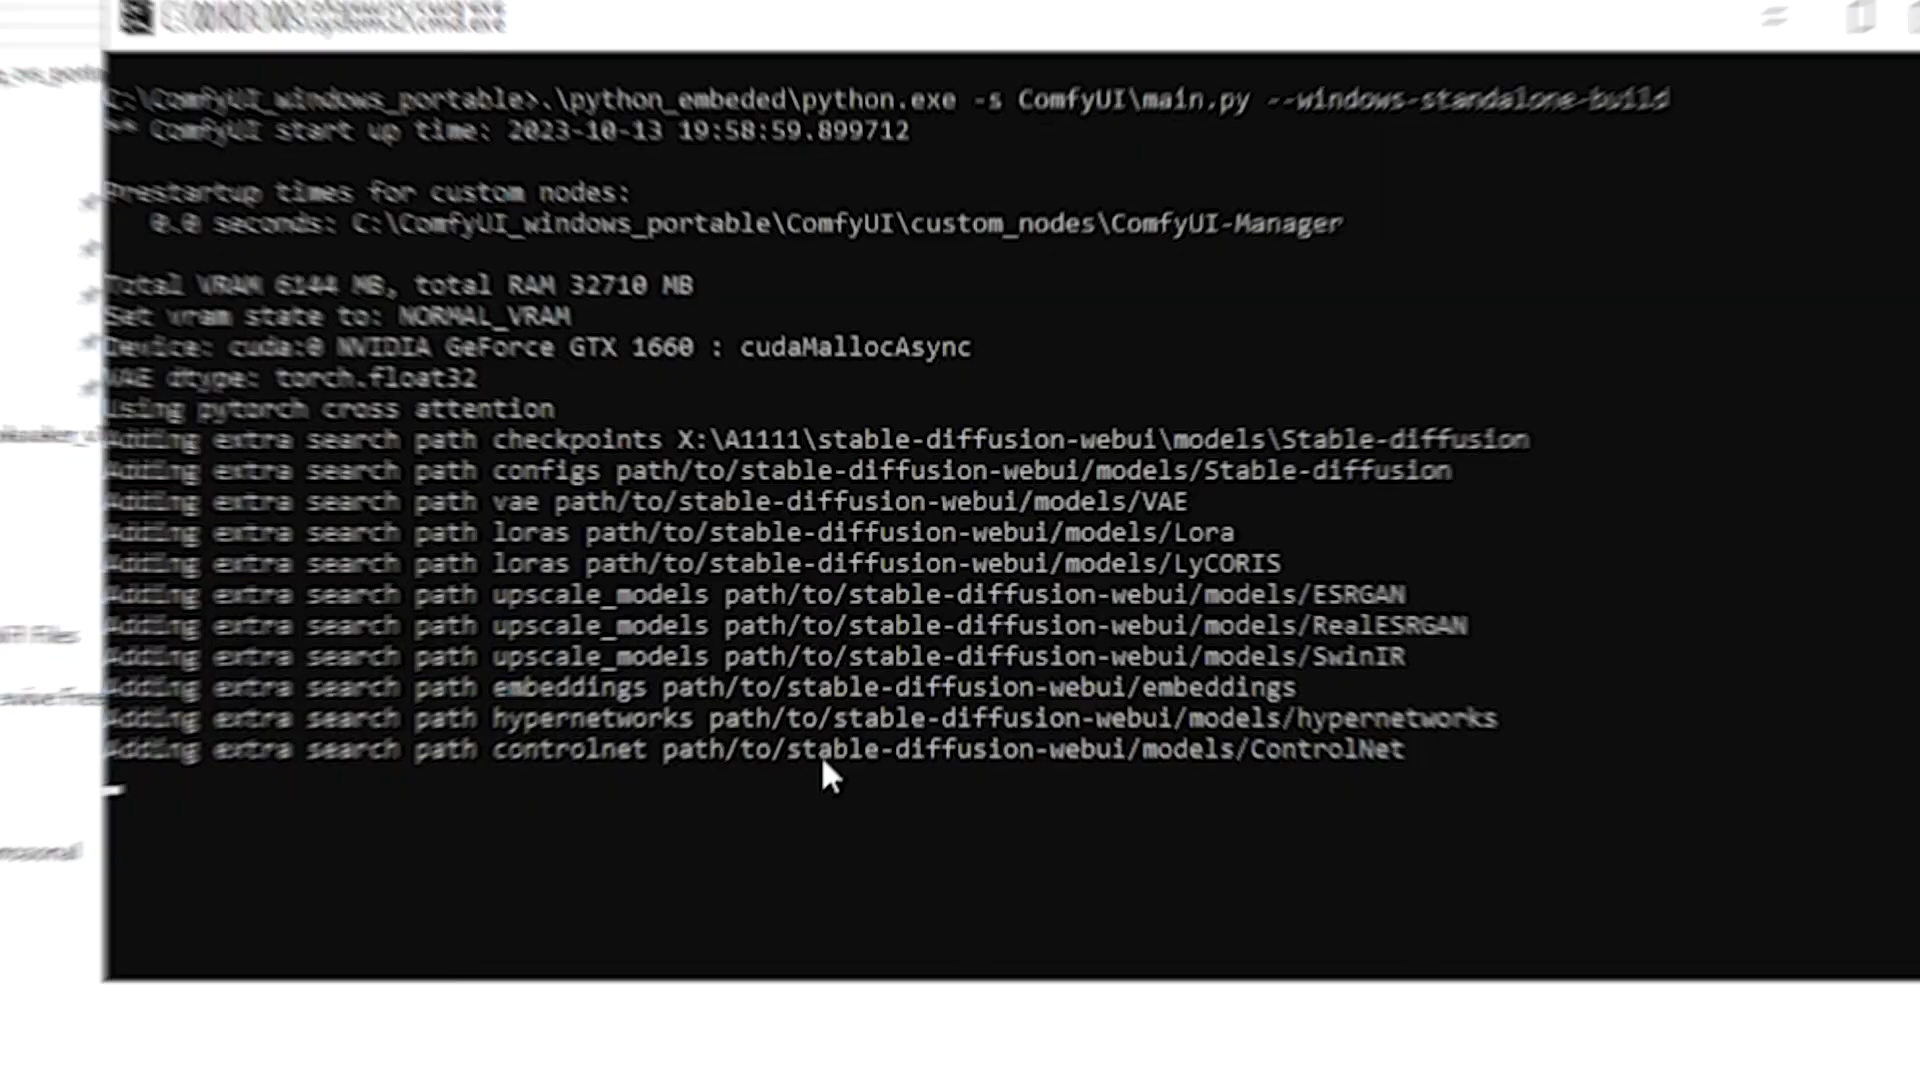 C:\WINDOWS\system32\cmd.exe
C:\ComfyUI_windows_portable>.\python_embeded\python.exe -s ComfyUI\main.py --windows-standalone-build
** ComfyUI start up time: 2023-10-13 19:58:59.899712
Prestartup times for custom nodes:
0.0 seconds: C:\ComfyUI_windows_portable\ComfyUI\custom_nodes\ComfyUI-Manager
Total VRAM 6144 MB, total RAM 32710 MB
Set vram state to: NORMAL_VRAM
Device: cuda:0 NVIDIA GeForce GTX 1660 : cudaMallocAsync
VAE dtype: torch.float32
Using pytorch cross attention
Adding extra search path checkpoints X:\A1111\stable-diffusion-webui\models\Stable-diffusion
Adding extra search path configs path/to/stable-diffusion-webui/models/Stable-diffusion
Adding extra search path vae path/to/stable-diffusion-webui/models/VAE
Adding extra search path loras path/to/stable-diffusion-webui/models/Lora
Adding extra search path loras path/to/stable-diffusion-webui/models/LyCORIS
Adding extra search path upscale_models path/to/stable-diffusion-webui/models/ESRGAN
Adding extra search path upscale_models path/to/stable-diffusion-webui/models/RealESRGAN
Adding extra search path upscale_models path/to/stable-diffusion-webui/models/SwinIR
Adding extra search path embeddings path/to/stable-diffusion-webui/embeddings
Adding extra search path hypernetworks path/to/stable-diffusion-webui/models/hypernetworks
Adding extra search path controlnet path/to/stable-diffusion-webui/models/ControlNet